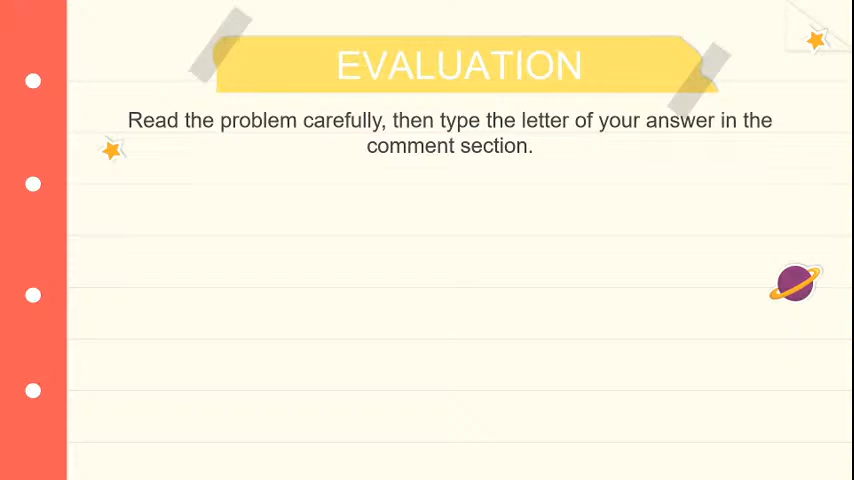 EVALUATION
Read the problem carefully, then type the letter of your answer in the
comment section.